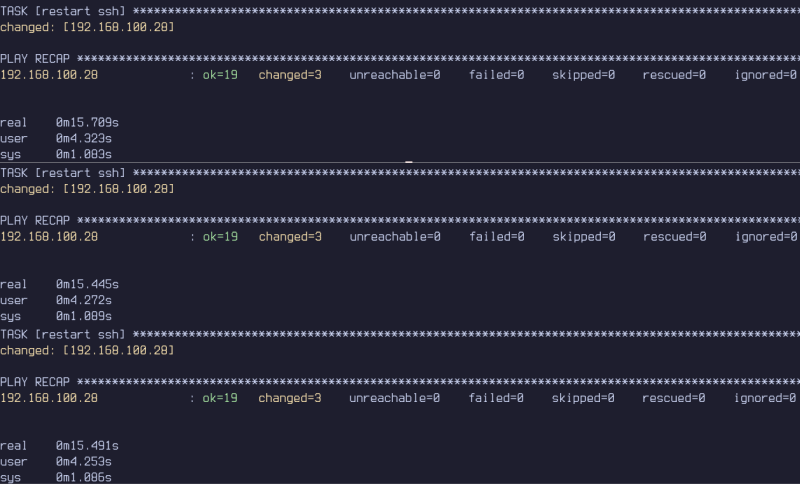 TASK [restart ssh] ****************************************************************************************************
changed: [192.168.100.28]
PLAY RECAP ************************************************************************************************************
192.168.100.28 : ok=19 changed=3 unreachable=0 failed=0 skipped=0 rescued=0 ignored=0
real 0m15.709s
user 0m4.323s
sys 0m1.083s
TASK [restart ssh] ****************************************************************************************************
changed: [192.168.100.28]
PLAY RECAP ************************************************************************************************************
192.168.100.28 : ok=19 changed=3 unreachable=0 failed=0 skipped=0 rescued=0 ignored=0
real 0m15.445s
user 0m4.272s
sys 0m1.089s
TASK [restart ssh] ****************************************************************************************************
changed: [192.168.100.28]
PLAY RECAP ************************************************************************************************************
192.168.100.28 : ok=19 changed=3 unreachable=0 failed=0 skipped=0 rescued=0 ignored=0
real 0m15.491s
user 0m4.253s
sys 0m1.086s